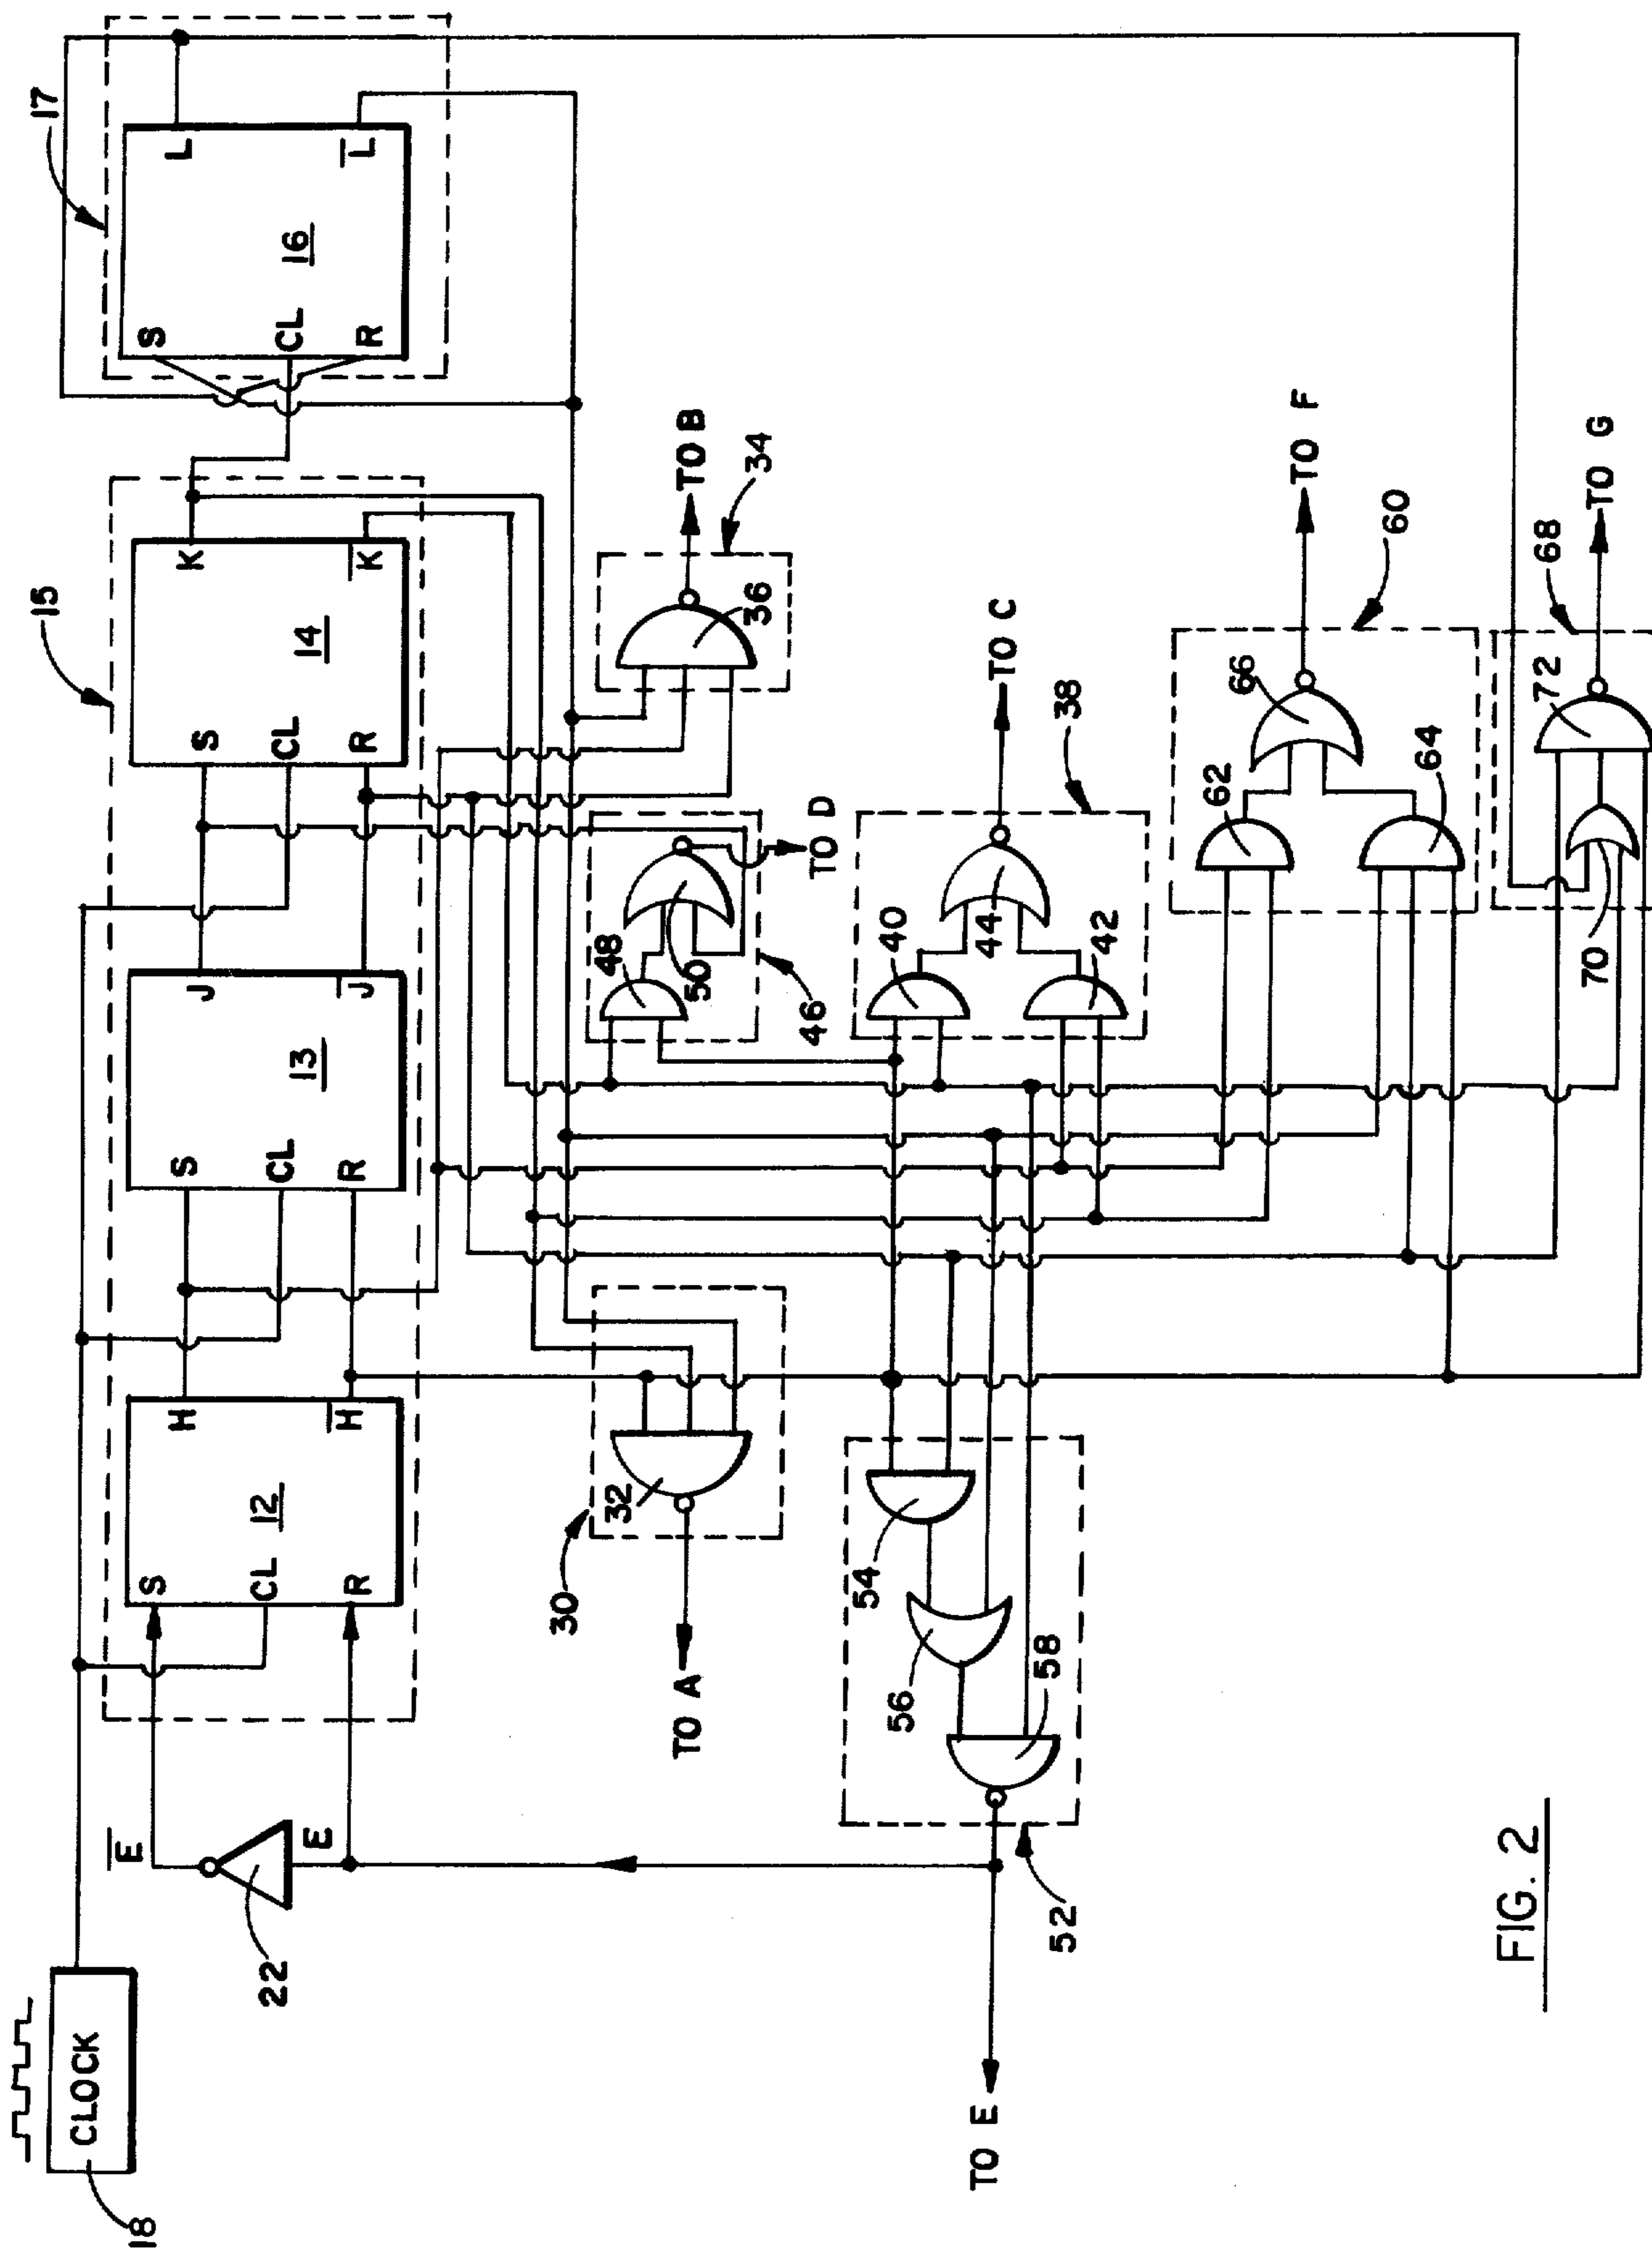 CLOCK
18
22
E̅
E
15
12
S
CL
R
H
H̅
13
S
CL
R
J
J̅
14
S
CL
R
K
K̅
17
16
S
CL
R
L
L̅
30
32
TO A
34
36
TO B
46
48
50
TO D
38
40
42
44
TO C
52
54
56
58
TO E
60
62
64
66
TO F
68
70
72
TO G
FIG. 2